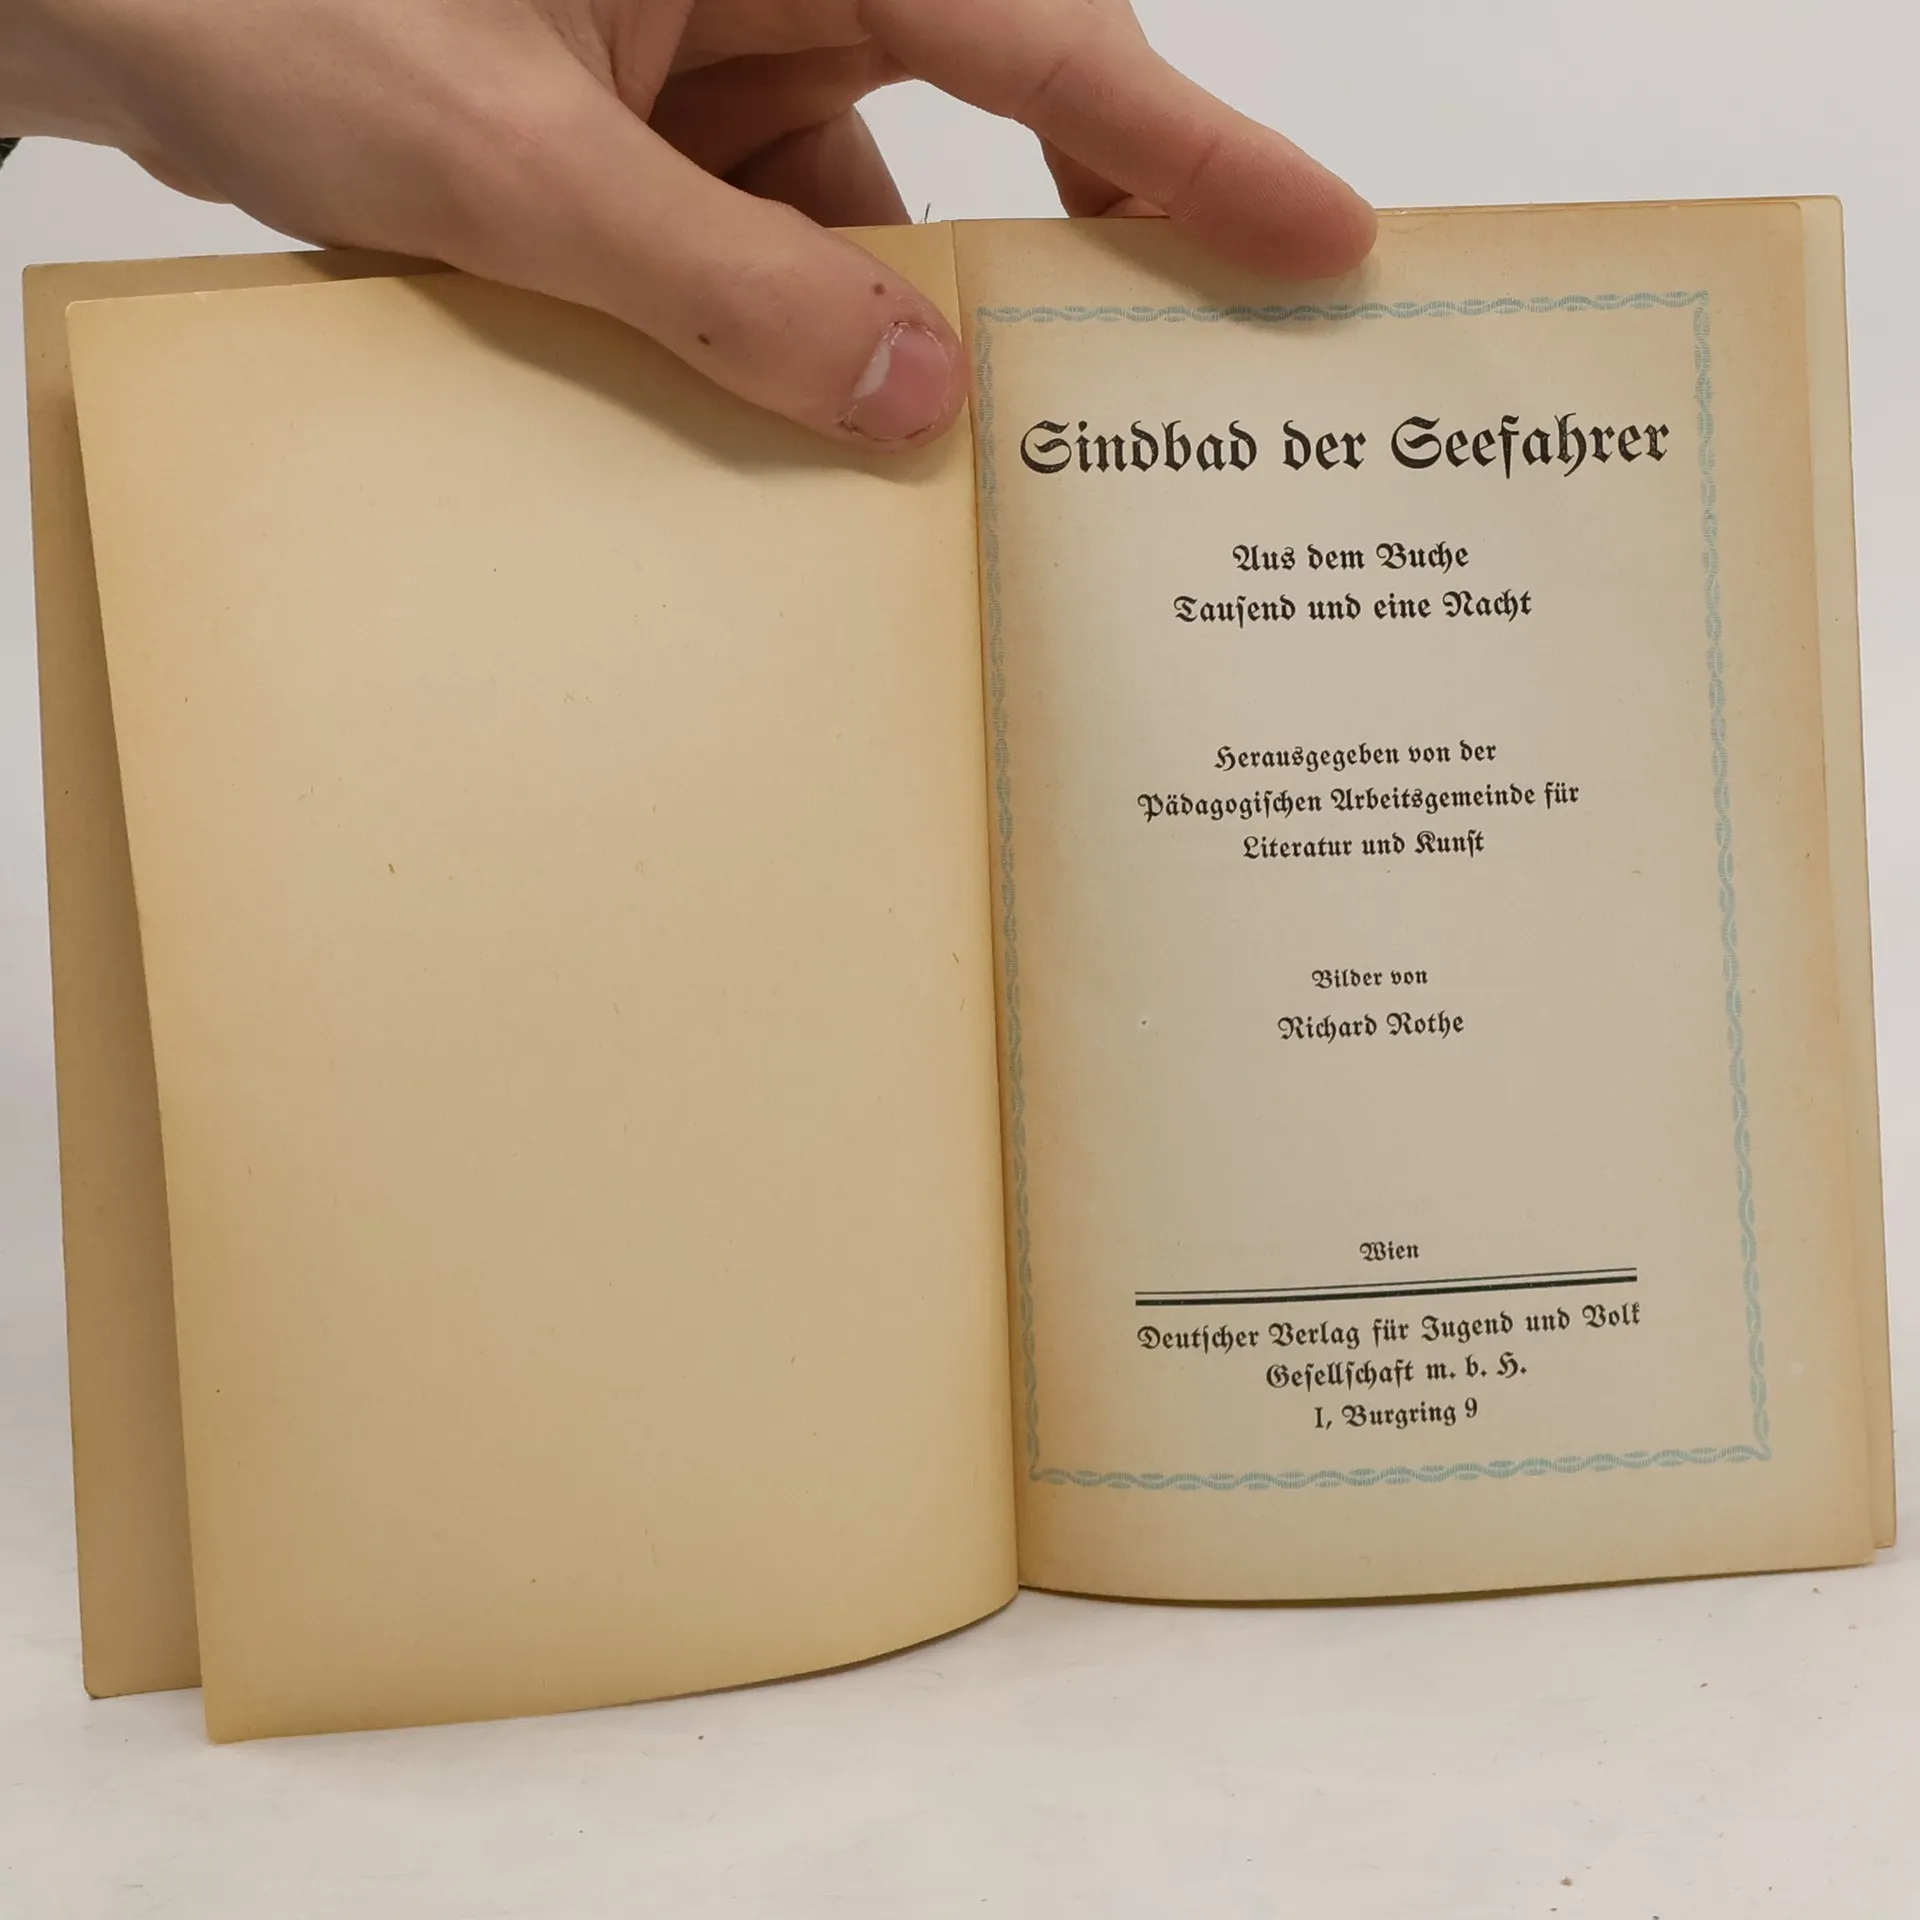 Sindbad der Seefahrer
Aus dem Buche
Tausend und eine Nacht
Herausgegeben von der
Pädagogischen Arbeitsgemeinde für
Literatur und Kunst
Bilder von
Richard Rothe
Wien
Deutscher Verlag für Jugend und Volk
Gesellschaft m. b. H.
I, Burgring 9